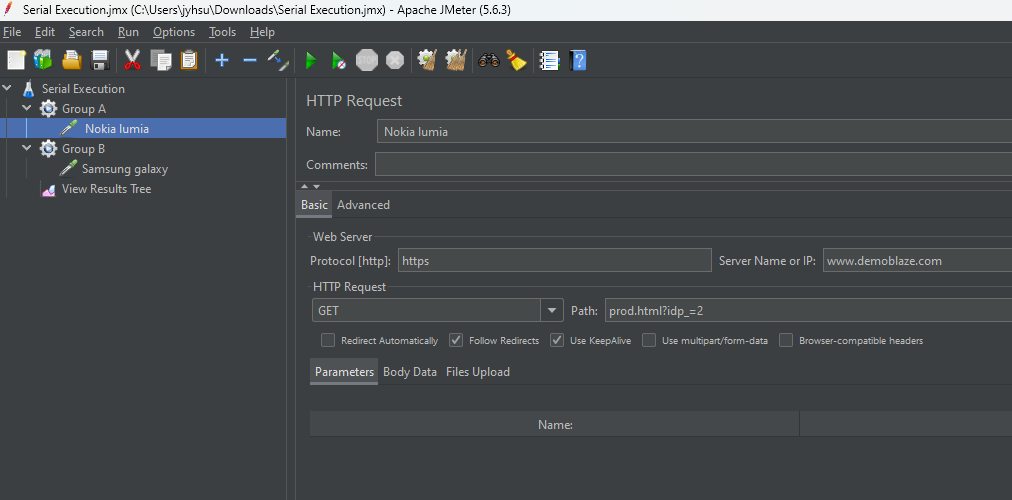 Serial Execution.jmx (C:\Users\jyhsu\Downloads\Serial Execution.jmx) - Apache JMeter (5.6.3)
File Edit Search Run Options Tools Help
Serial Execution
Group A
Nokia lumia
Group B
Samsung galaxy
View Results Tree
HTTP Request
Name: Nokia lumia
Comments:
Basic Advanced
Web Server
Protocol [http]: https Server Name or IP: www.demoblaze.com
HTTP Request
GET Path: prod.html?idp_=2
Redirect Automatically Follow Redirects Use KeepAlive Use multipart/form-data Browser-compatible headers
Parameters Body Data Files Upload
Name: